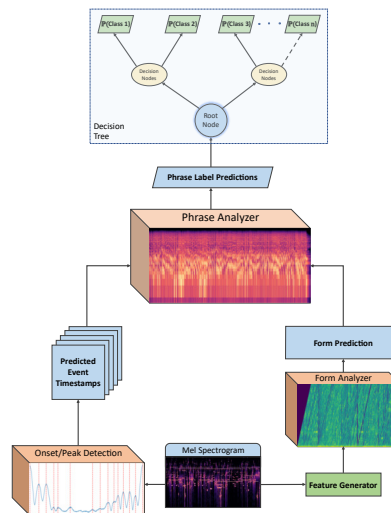 P(Class 1)
P(Class 2)
P(Class 3)
P(Class n)
Decision
Nodes
Decision
Nodes
Root
Node
Decision
Tree
Phrase Label Predictions
Phrase Analyzer
Predicted
Event
Timestamps
Form Prediction
Form Analyzer
Onset/Peak Detection
Mel Spectrogram
Feature Generator